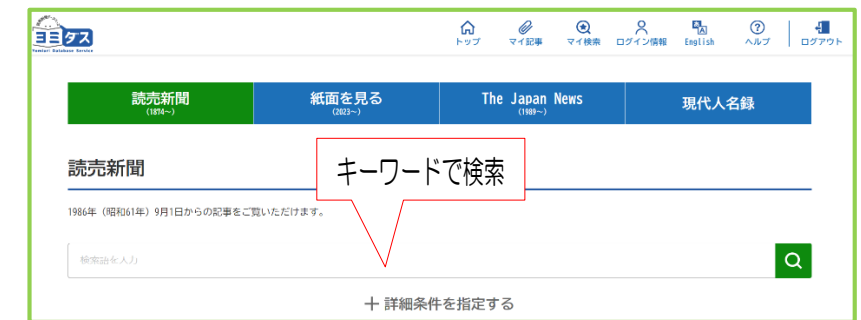 ヨミダス
Yomiuri Database Service
トップ
マイ記事
マイ検索
ログイン情報
English
ヘルプ
ログアウト
読売新聞
(1874～)
紙面を見る
(2023～)
The Japan News
(1989～)
現代人名録
読売新聞
キーワードで検索
1986年（昭和61年）9月1日からの記事をご覧いただけます。
検索語を入力
＋詳細条件を指定する